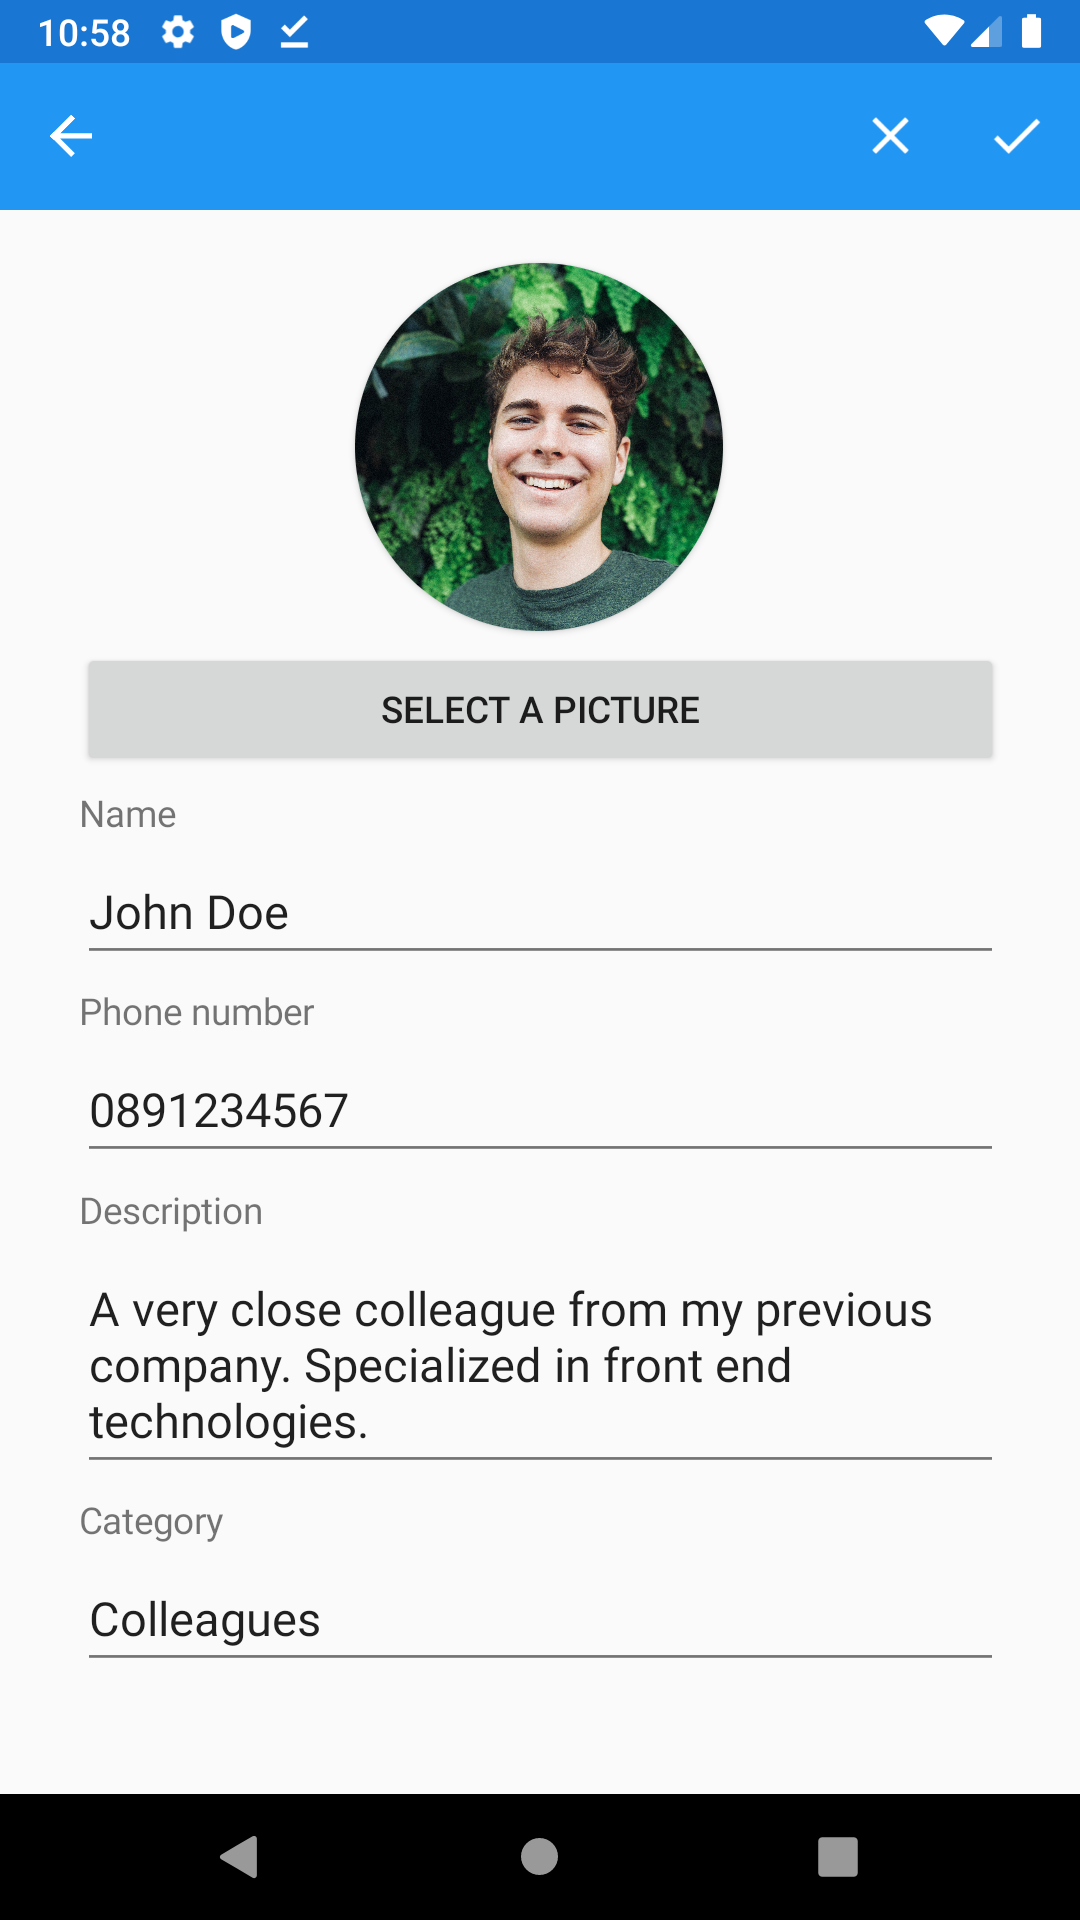 10:58
SELECT A PICTURE
Name
John Doe
Phone number
0891234567
Description
A very close colleague from my previous
company. Specialized in front end
technologies.
Category
Colleagues